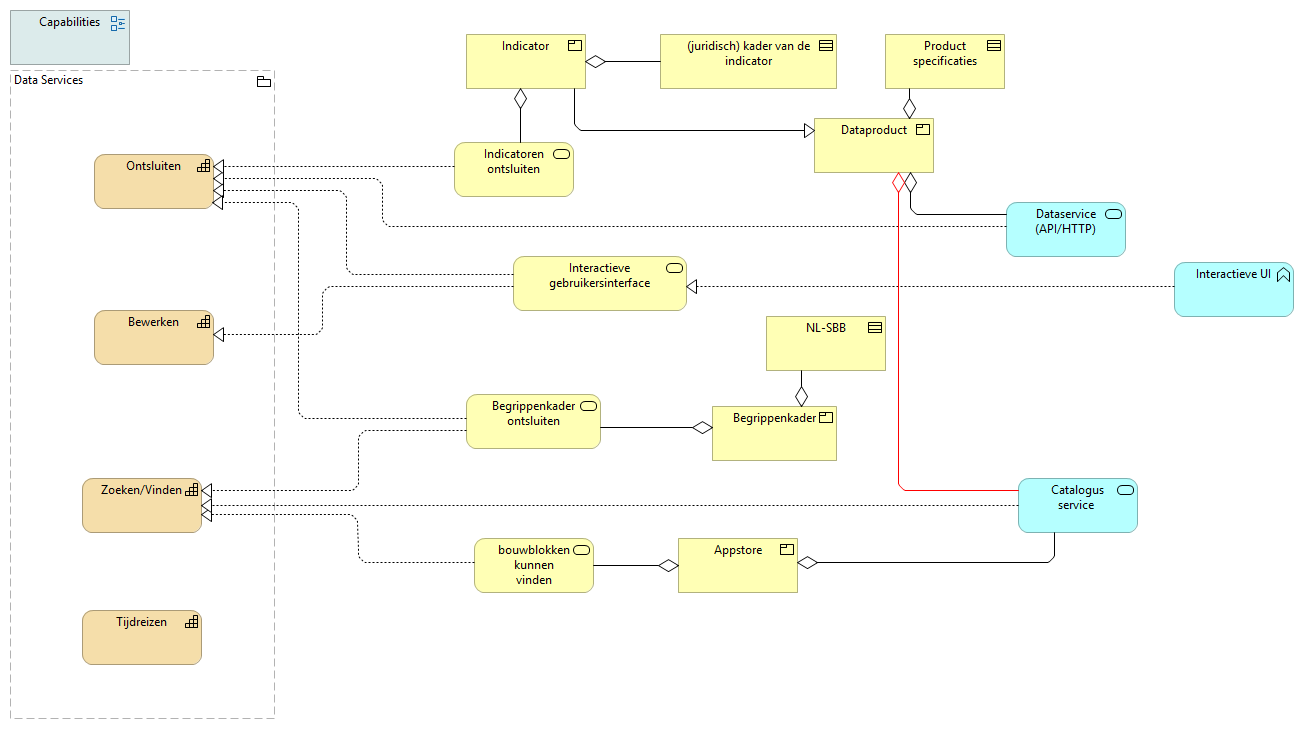 Capabilities
Data Services
Indicator
(juridisch) kader van de
indicator
Product
specificaties
Dataproduct
Ontsluiten
Indicatoren
ontsluiten
Dataservice
(API/HTTP)
Interactieve
gebruikersinterface
Interactieve UI
Bewerken
NL-SBB
Begrippenkader
ontsluiten
Begrippenkader
Zoeken/Vinden
Catalogus
service
bouwblokken
kunnen
vinden
Appstore
Tijdreizen